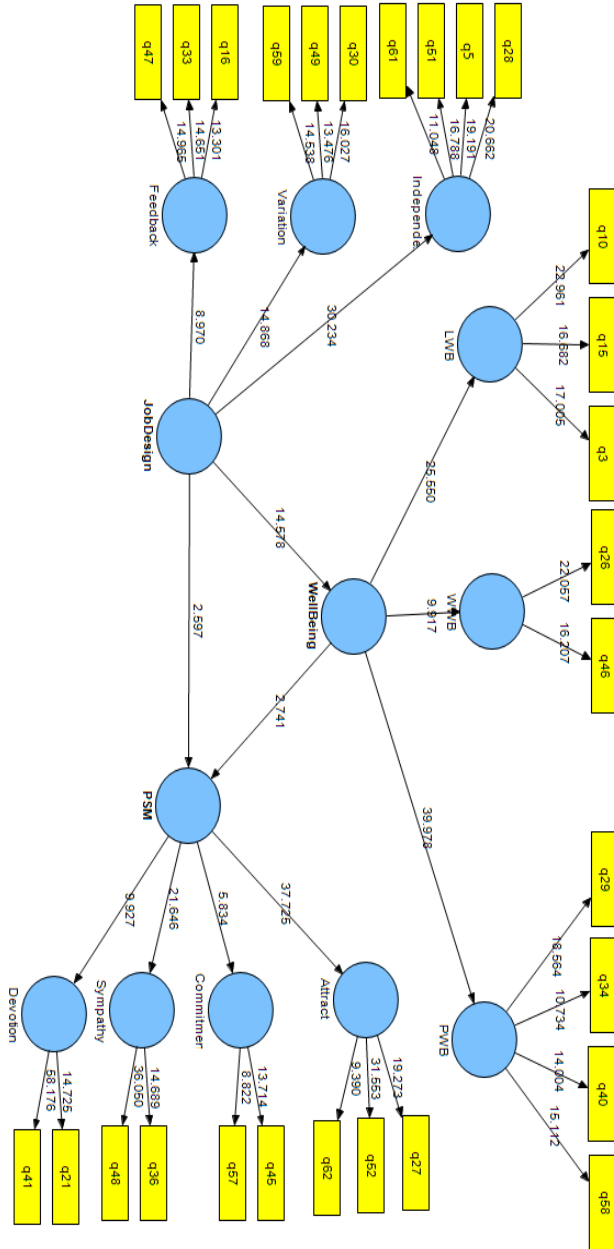 q10
q15
q3
q26
q46
q29
q34
q40
q58
22.961
16.682
17.005
22.057
16.207
18.564
10.734
14.004
15.112
LWB
WWB
PWB
q28
q5
q51
q61
20.662
19.191
16.788
11.048
Independe
25.550
9.917
39.978
q30
q49
q59
16.027
13.476
14.538
Variation
30.234
14.868
14.578
WellBeing
q16
q33
q47
13.301
14.651
14.965
Feedback
8.970
JobDesign
2.597
2.741
PSM
37.725
5.834
21.646
9.927
Attract
19.273
31.553
9.390
q27
q52
q62
Commitmer
13.714
8.822
q45
q57
Sympathy
14.689
36.050
q36
q48
Devotion
14.725
58.176
q21
q41